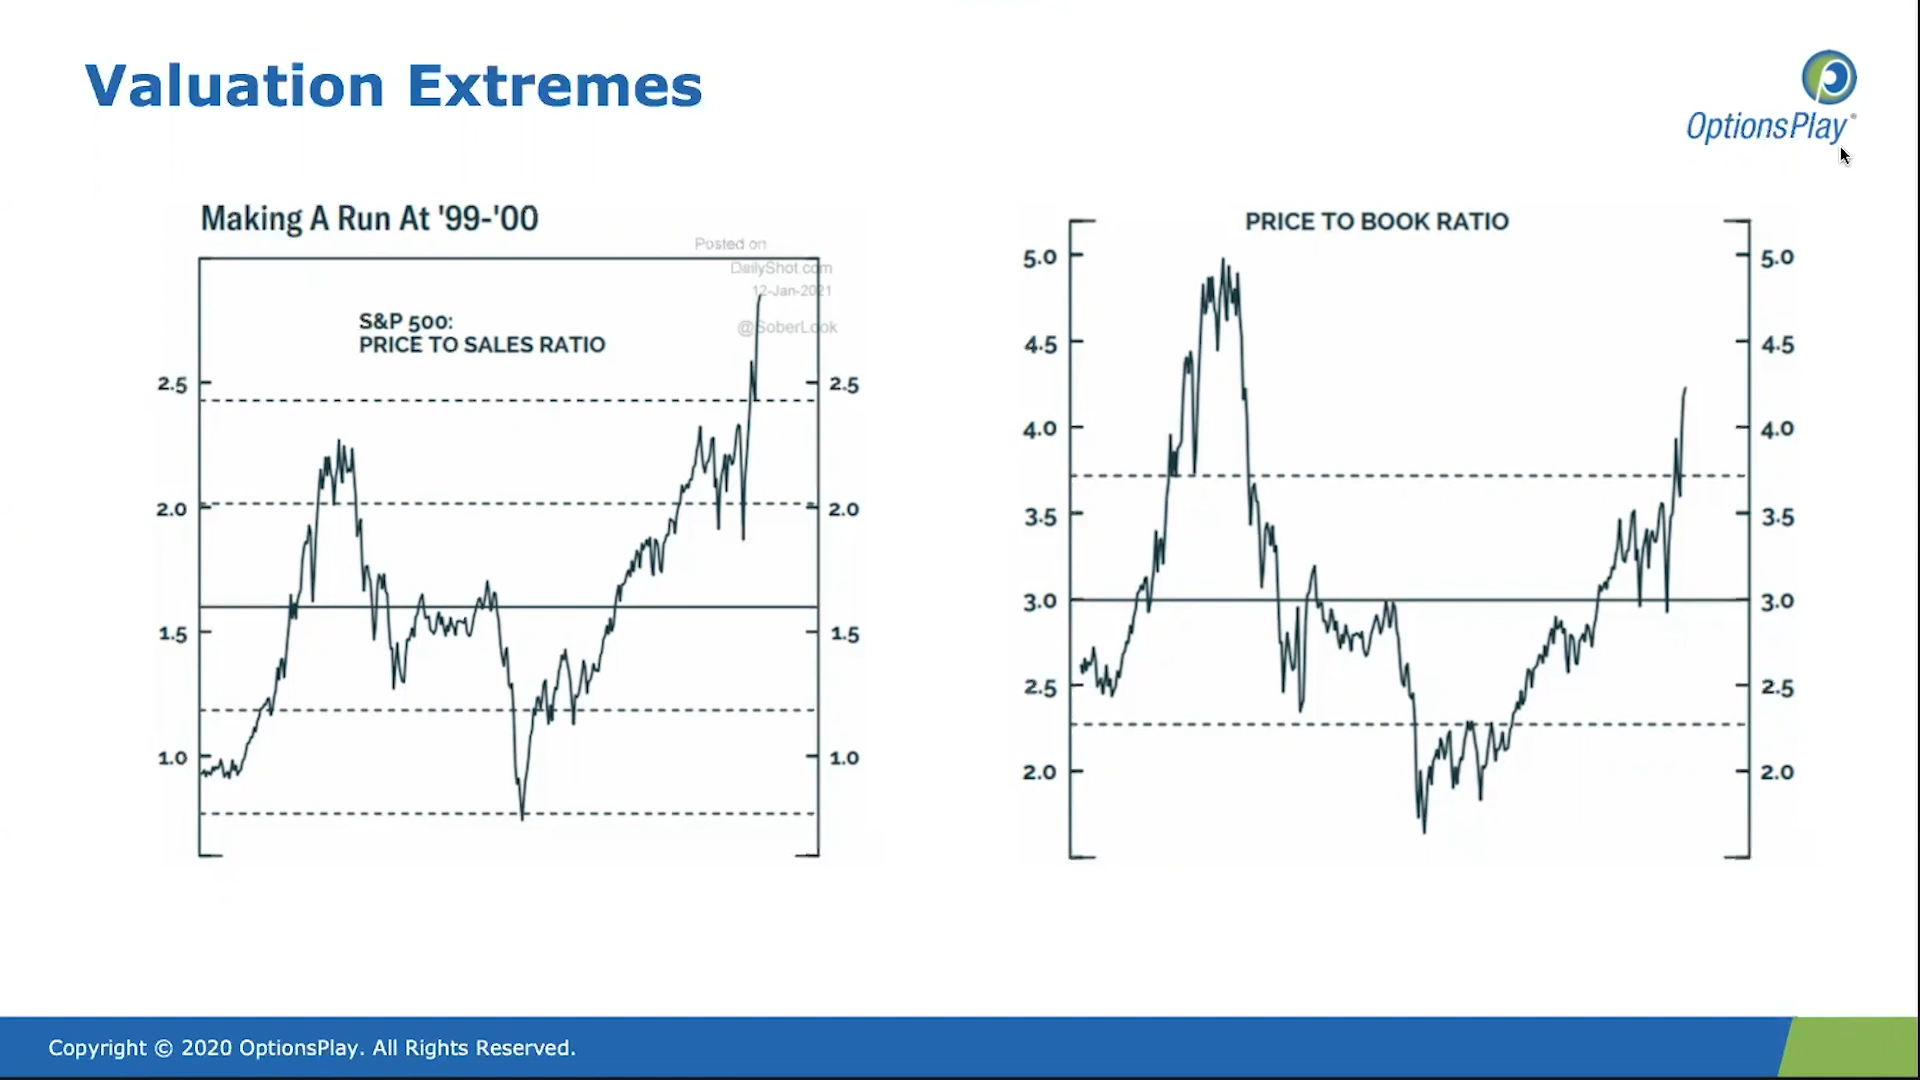 Valuation Extremes
OptionsPlay®
Making A Run At '99-'00
Posted on
DailyShot.com
12-Jan-2021
@SoberLook
S&P 500:
PRICE TO SALES RATIO
2.5 2.5
2.0 2.0
1.5 1.5
1.0 1.0
PRICE TO BOOK RATIO
5.0 5.0
4.5 4.5
4.0 4.0
3.5 3.5
3.0 3.0
2.5 2.5
2.0 2.0
Copyright © 2020 OptionsPlay. All Rights Reserved.